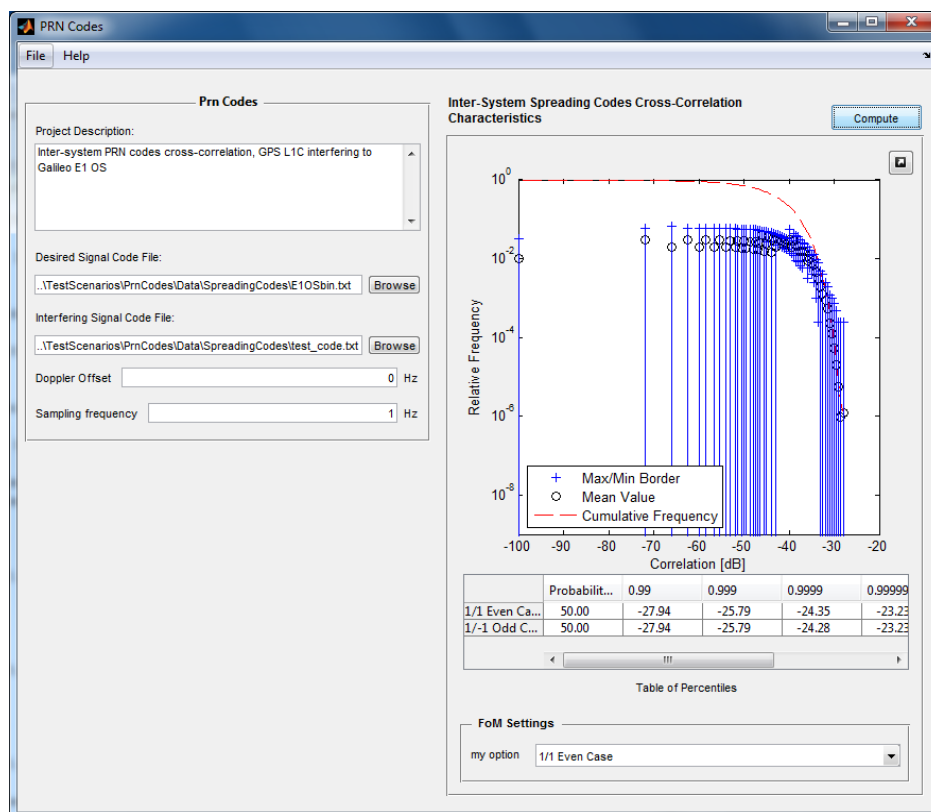 PRN Codes
File Help
Prn Codes
Project Description:
Inter-system PRN codes cross-correlation, GPS L1C interfering to
Galileo E1 OS
Desired Signal Code File:
..\TestScenarios\PrnCodes\Data\SpreadingCodes\E1OSbin.txt Browse
Interfering Signal Code File:
..\TestScenarios\PrnCodes\Data\SpreadingCodes\test_code.txt Browse
Doppler Offset 0 Hz
Sampling frequency 1 Hz
Inter-System Spreading Codes Cross-Correlation
Characteristics
Compute
10^0
10^-2
10^-4
10^-6
10^-8
Relative Frequency
Max/Min Border
Mean Value
Cumulative Frequency
-100 -90 -80 -70 -60 -50 -40 -30 -20
Correlation [dB]
Probabilit... 0.99 0.999 0.9999 0.99999
1/1 Even Ca... 50.00 -27.94 -25.79 -24.35 -23.23
1/-1 Odd C... 50.00 -27.94 -25.79 -24.28 -23.23
Table of Percentiles
FoM Settings
my option 1/1 Even Case